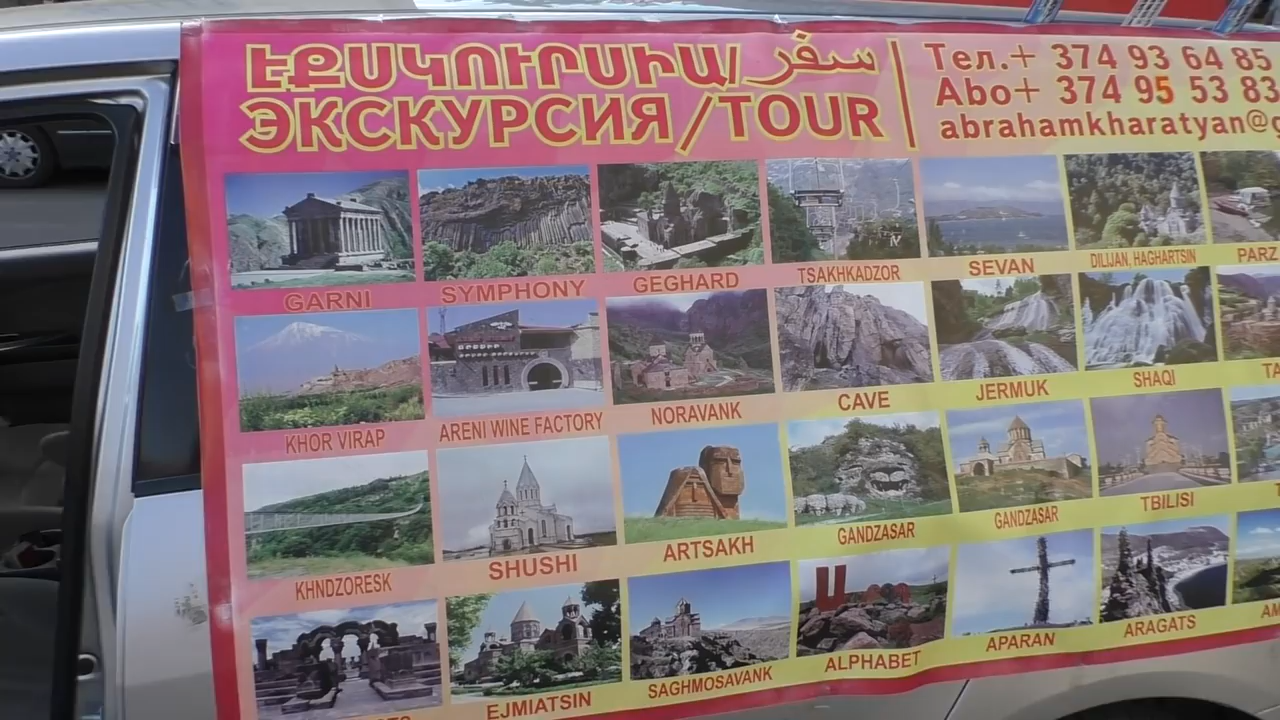 ԷՔՍԿՈՒՐՍԻԱ/ سفر
ЭКСКУРСИЯ/TOUR
Тел.+ 374 93 64 85
Abo+ 374 95 53 83
abrahamkharatyan@
GARNI SYMPHONY GEGHARD TSAKHKADZOR SEVAN DILIJAN, HAGHARTSIN PARZ
KHOR VIRAP ARENI WINE FACTORY NORAVANK CAVE JERMUK SHAQI
KHNDZORESK SHUSHI ARTSAKH GANDZASAR GANDZASAR TBILISI
EJMIATSIN SAGHMOSAVANK ALPHABET APARAN ARAGATS